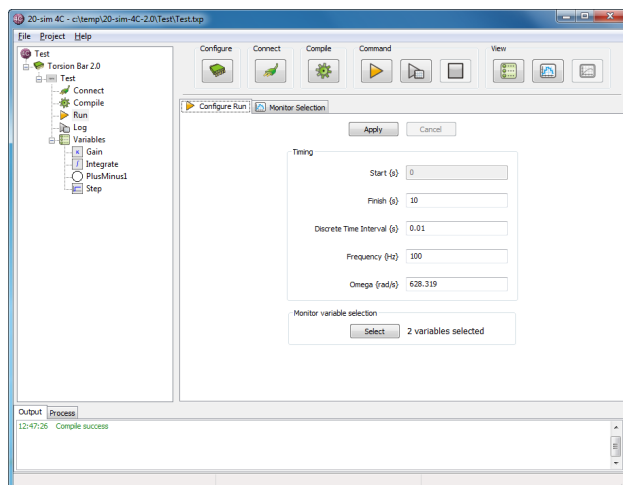 20-sim 4C - c:\temp\20-sim-4C-2.0\Test\Test.txp
File Project Help
Test
Torsion Bar 2.0
Test
Connect
Compile
Run
Log
Variables
Gain
Integrate
PlusMinus1
Step
Configure Connect Compile Command View
Configure Run Monitor Selection
Apply Cancel
Timing
Start {s} 0
Finish {s} 10
Discrete Time Interval {s} 0.01
Frequency {Hz} 100
Omega {rad/s} 628.319
Monitor variable selection
Select 2 variables selected
Output Process
12:47:26 Compile success